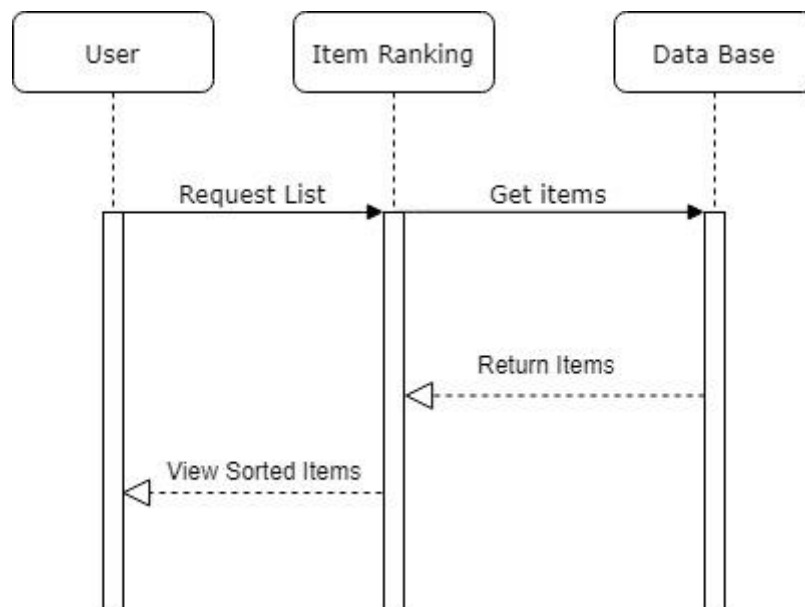 User
Item Ranking
Data Base
Request List
Get items
Return Items
View Sorted Items